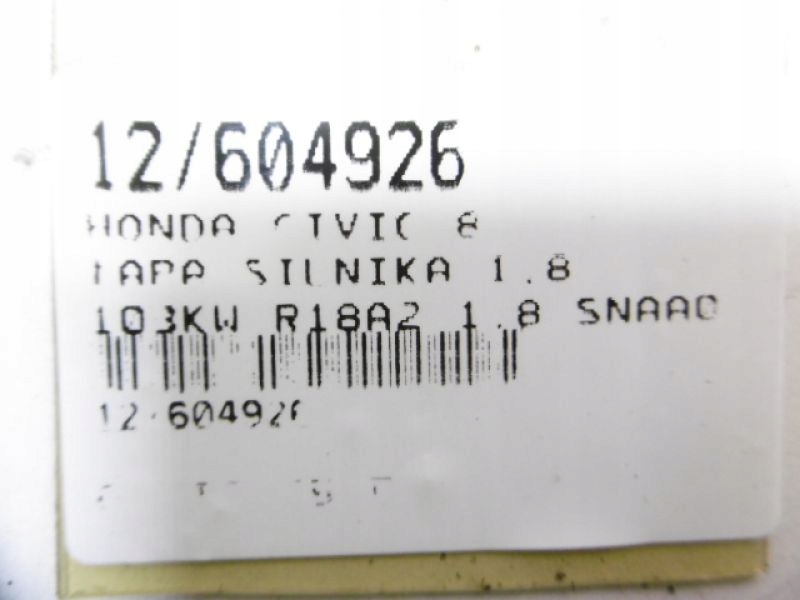 12/604926
HONDA CIVIC 8
ŁAPA SILNIKA 1.8
103KW R18A2 1.8 SNAAO
12-604926